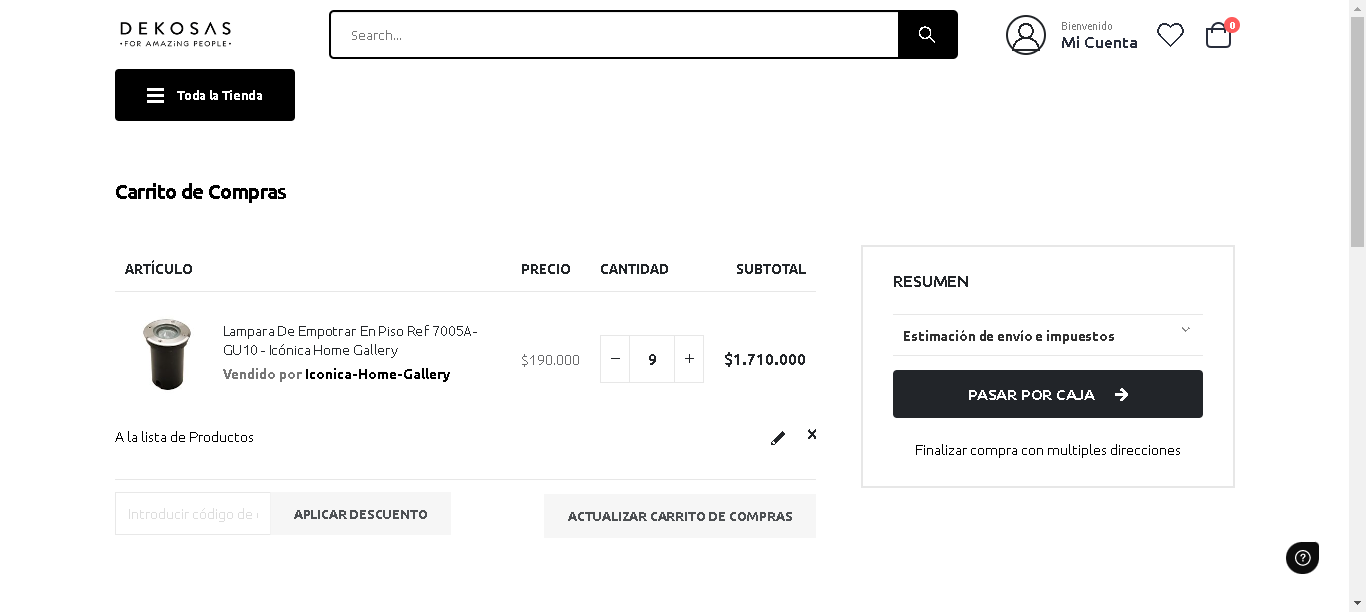 DEKOSAS
•FOR AMAZING PEOPLE•
Search...
Bienvenido
Mi Cuenta
0
Toda la Tienda
Carrito de Compras
ARTÍCULO PRECIO CANTIDAD SUBTOTAL
Lampara De Empotrar En Piso Ref 7005A-
GU10 - Icónica Home Gallery
Vendido por Iconica-Home-Gallery
$190.000 − 9 + $1.710.000
A la lista de Productos
Introducir código de
APLICAR DESCUENTO
ACTUALIZAR CARRITO DE COMPRAS
RESUMEN
Estimación de envío e impuestos
PASAR POR CAJA
Finalizar compra con multiples direcciones
?